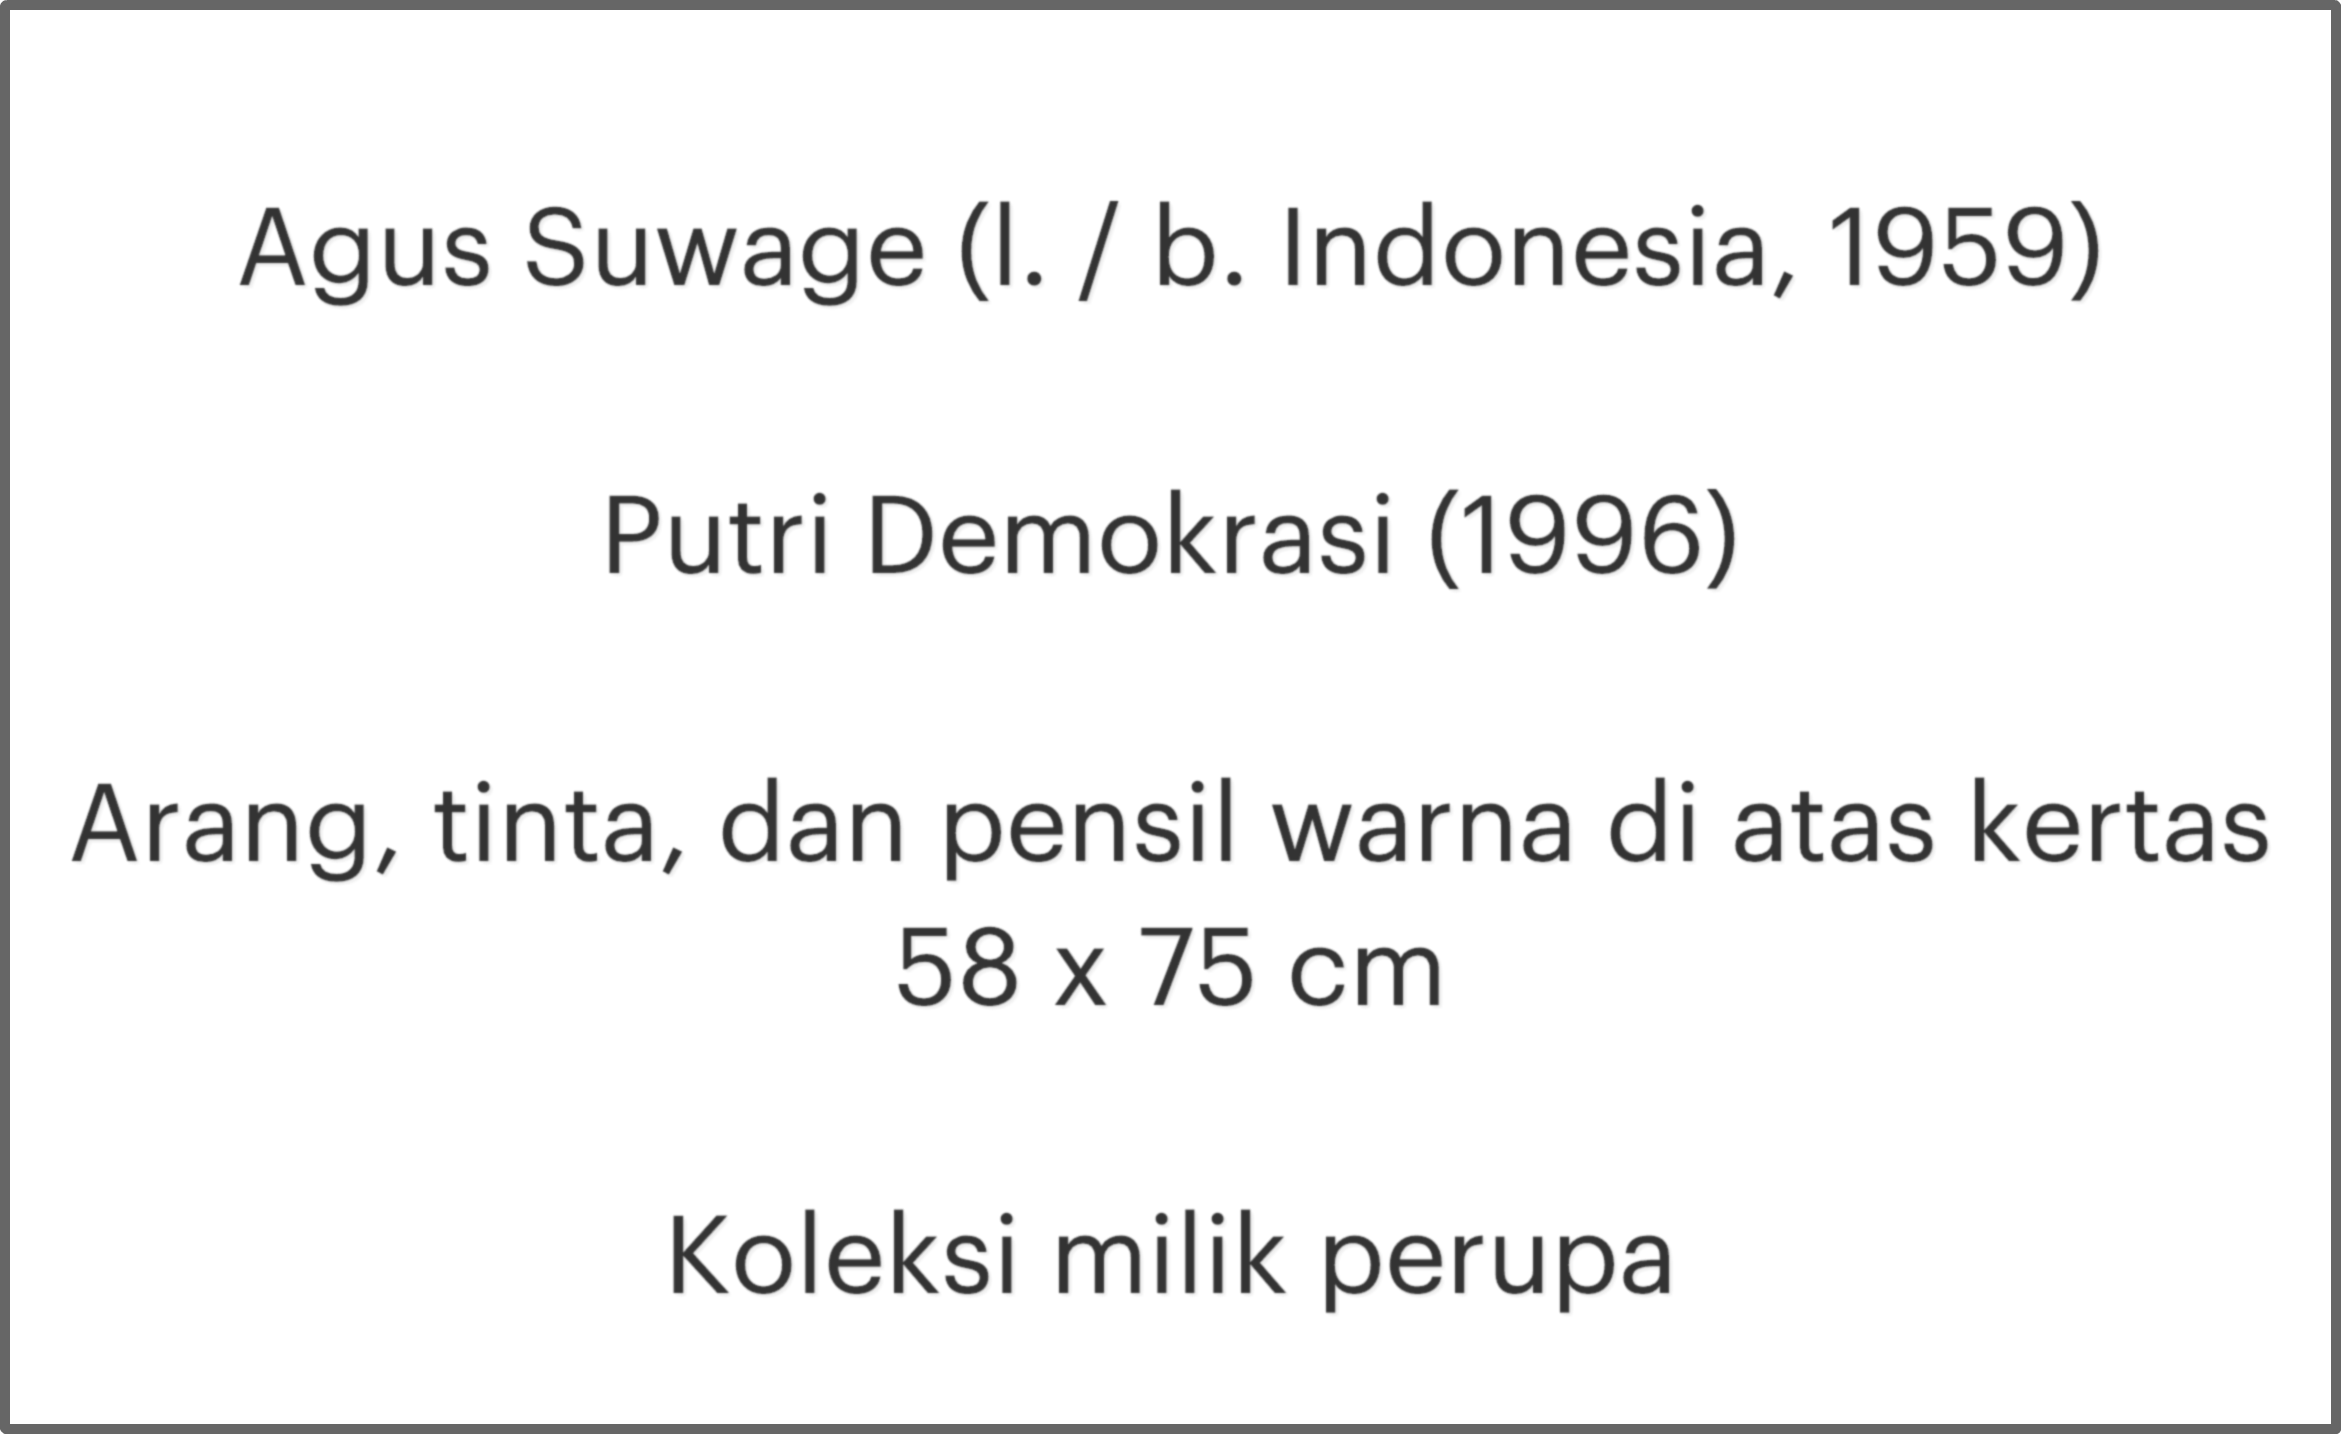 Agus Suwage (l. / b. Indonesia, 1959)
Putri Demokrasi (1996)
Arang, tinta, dan pensil warna di atas kertas
58 x 75 cm
Koleksi milik perupa